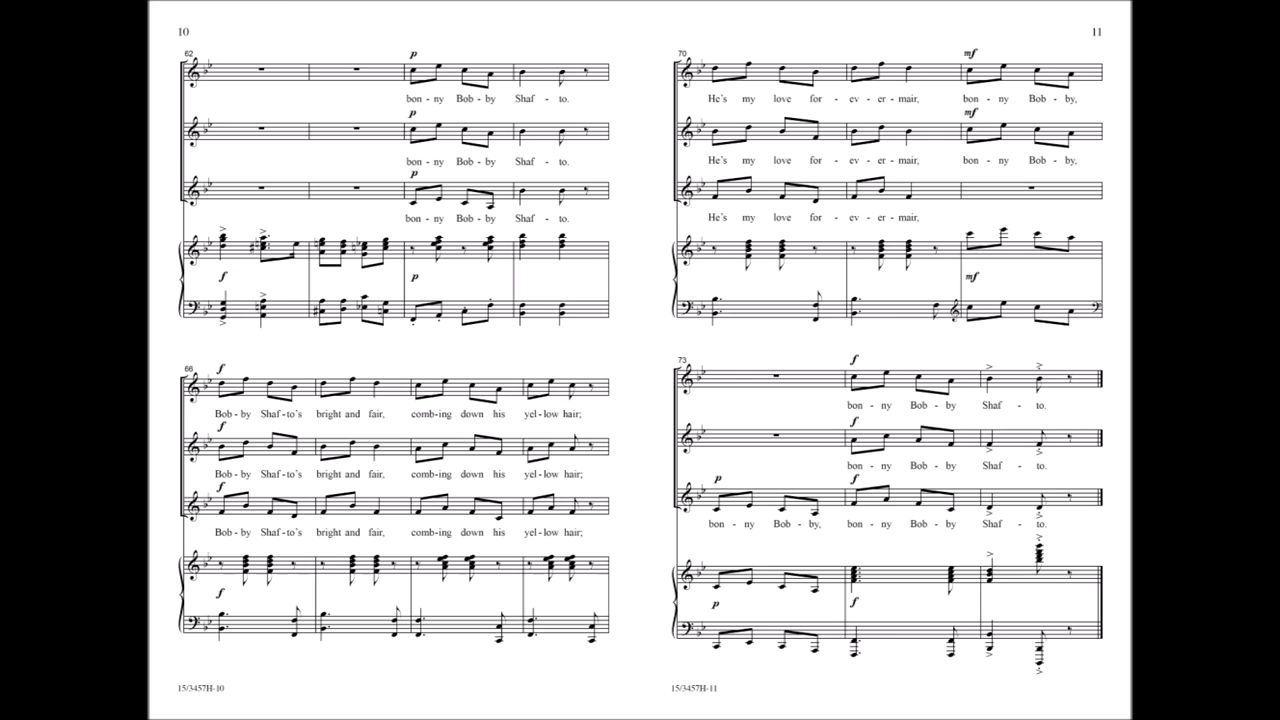 10
62
p
bon - ny Bob - by Shaf - to.
p
bon - ny Bob - by Shaf - to.
p
bon - ny Bob - by Shaf - to.
f
p
66
f
Bob - by Shaf - to's bright and fair, comb - ing down his yel - low hair;
f
Bob - by Shaf - to's bright and fair, comb - ing down his yel - low hair;
f
Bob - by Shaf - to's bright and fair, comb - ing down his yel - low hair;
f
15/3457H-10
11
70
mf
He's my love for - ev - er - mair, bon - ny Bob - by,
mf
He's my love for - ev - er - mair, bon - ny Bob - by,
He's my love for - ev - er - mair,
mf
73
f
bon - ny Bob - by Shaf - to.
f
bon - ny Bob - by Shaf - to.
p f
bon - ny Bob - by, bon - ny Bob - by Shaf - to.
p f
15/3457H-11